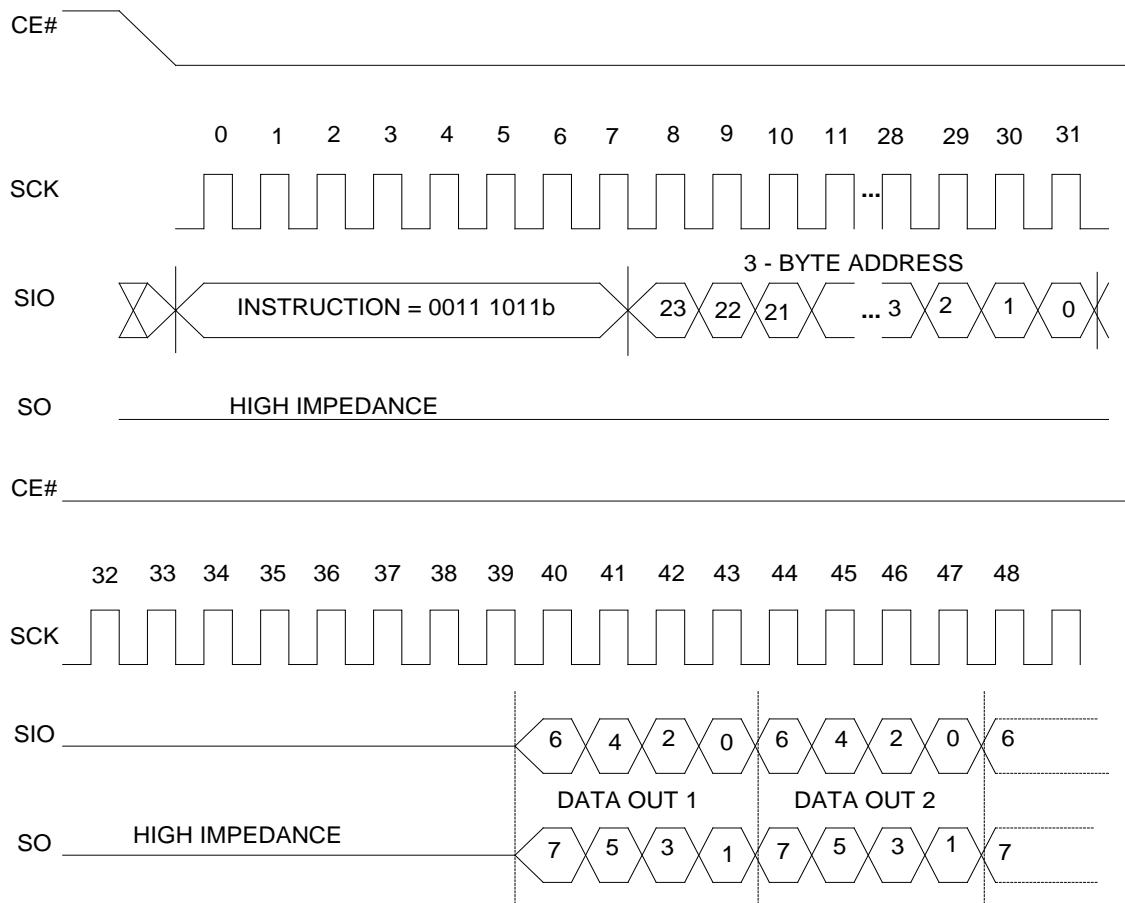 CE#
0 1 2 3 4 5 6 7 8 9 10 11 28 29 30 31
SCK ...
3 - BYTE ADDRESS
SIO INSTRUCTION = 0011 1011b 23 22 21 ... 3 2 1 0
SO HIGH IMPEDANCE
CE#
32 33 34 35 36 37 38 39 40 41 42 43 44 45 46 47 48
SCK
SIO 6 4 2 0 6 4 2 0 6
DATA OUT 1 DATA OUT 2
SO HIGH IMPEDANCE 7 5 3 1 7 5 3 1 7